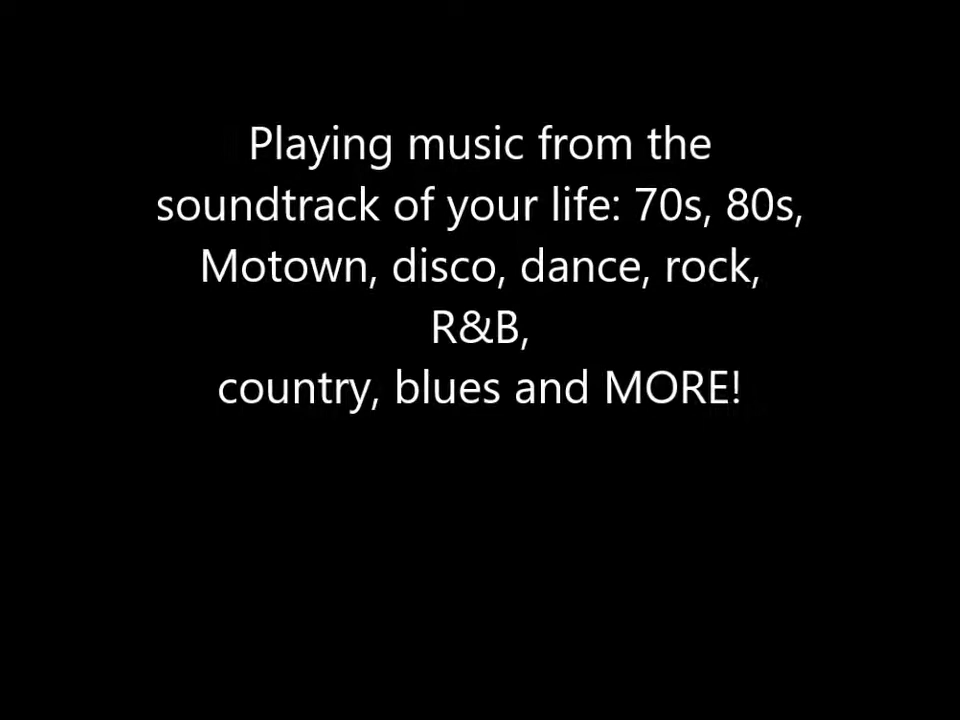 Playing music from the
soundtrack of your life: 70s, 80s,
Motown, disco, dance, rock,
R&B,
country, blues and MORE!